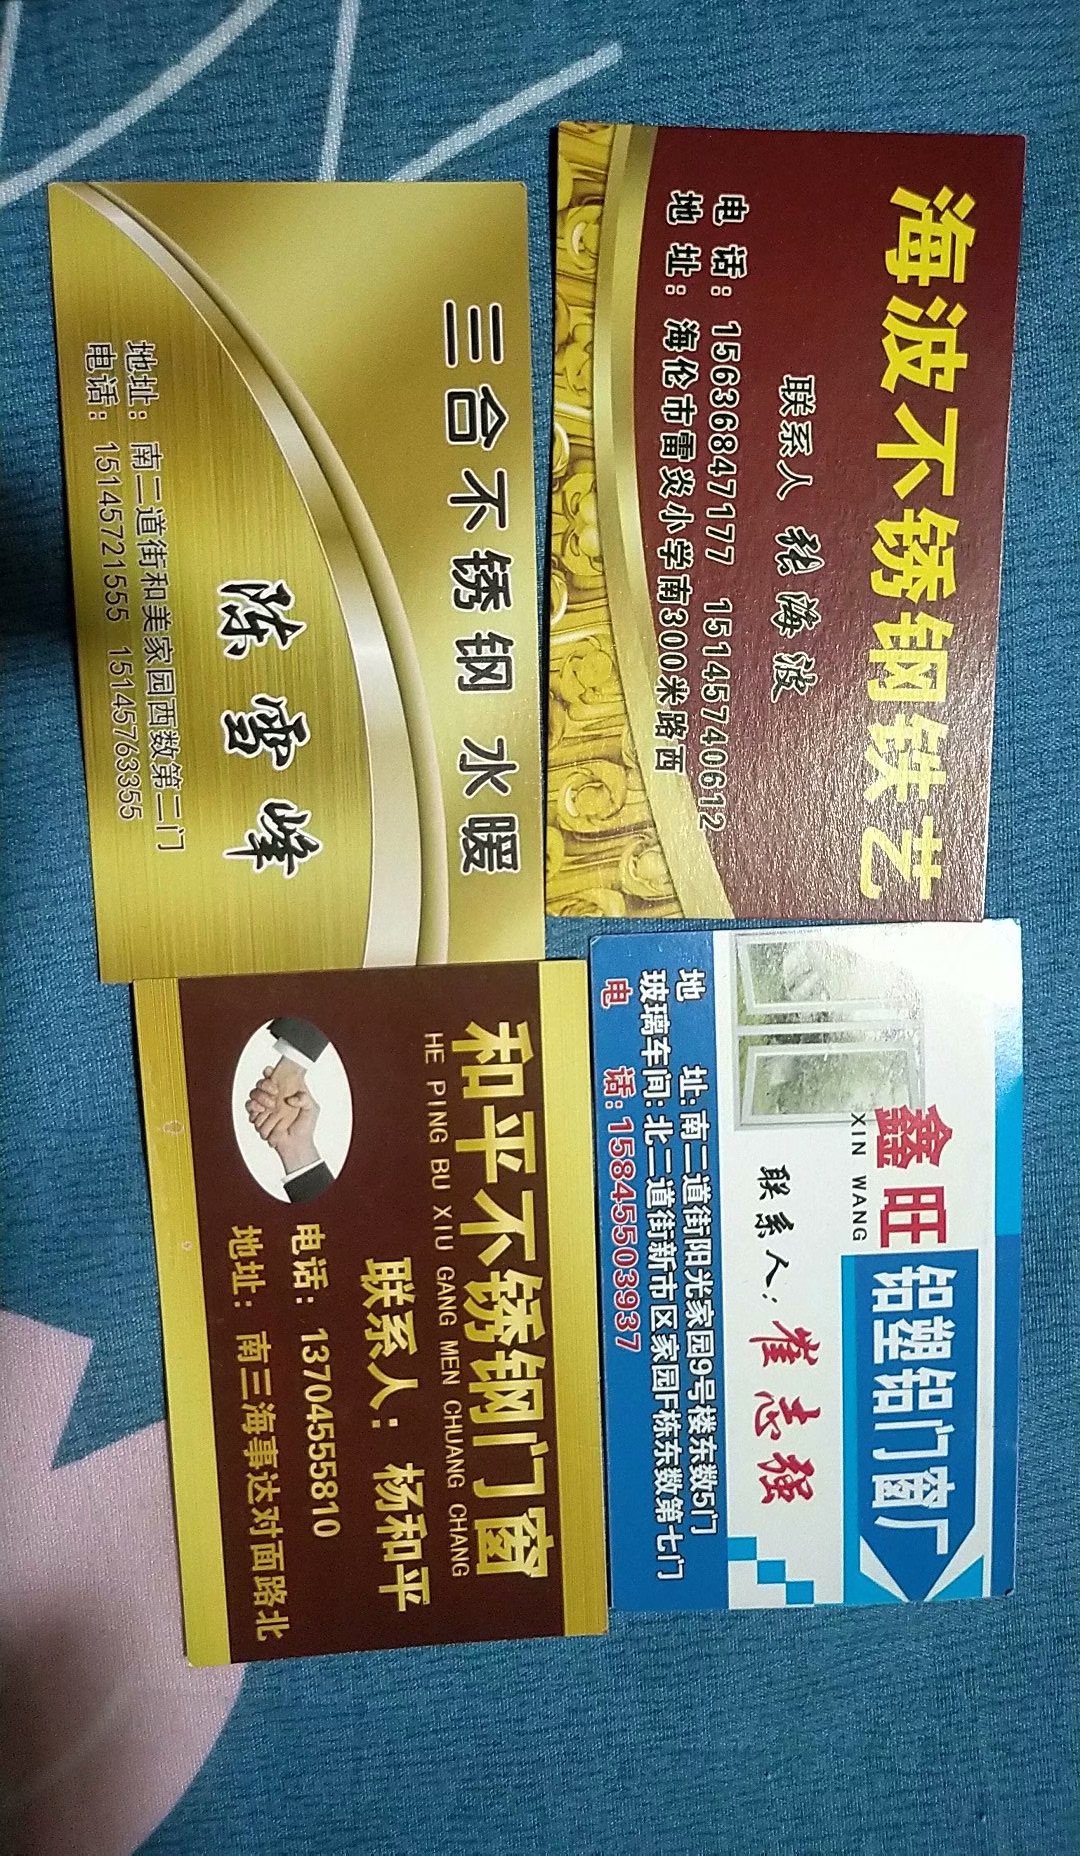 海波不锈钢铁艺
联系人 张海波
电 话：15636847177 15145740612
地 址：海伦市雷炎小学南300米路西
三合不锈钢 水暖
陈雪峰
地址：南二道街和美家园西数第二门
电话：15145721555 15145763355
鑫旺
XIN WANG
铝塑铝门窗厂
联系人：崔志强
地 址:南二道街阳光家园9号楼东数5门
玻璃车间:北二道街新市区家园F栋东数第七门
电 话:15845503937
和平不锈钢门窗
HE PING BU XIU GANG MEN CHUANG CHANG
联系人：杨和平
电话：13704555810
地址：南三海事达对面路北